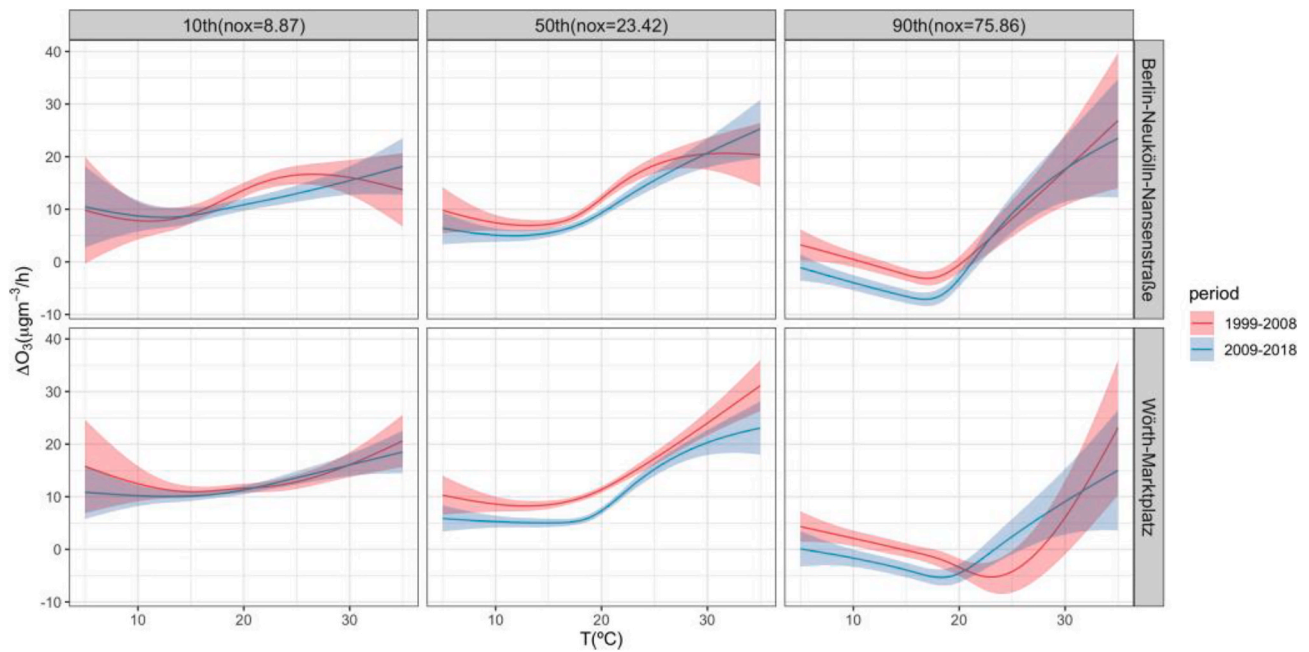 10th(nox=8.87)
50th(nox=23.42)
90th(nox=75.86)
40
30
20
10
0
-10
Berlin-Neukölln-Nansenstraße
40
30
20
10
0
-10
Wörth-Marktplatz
ΔO₃(μgm⁻³/h)
10 20 30
10 20 30
10 20 30
T(ºC)
period
1999-2008
2009-2018